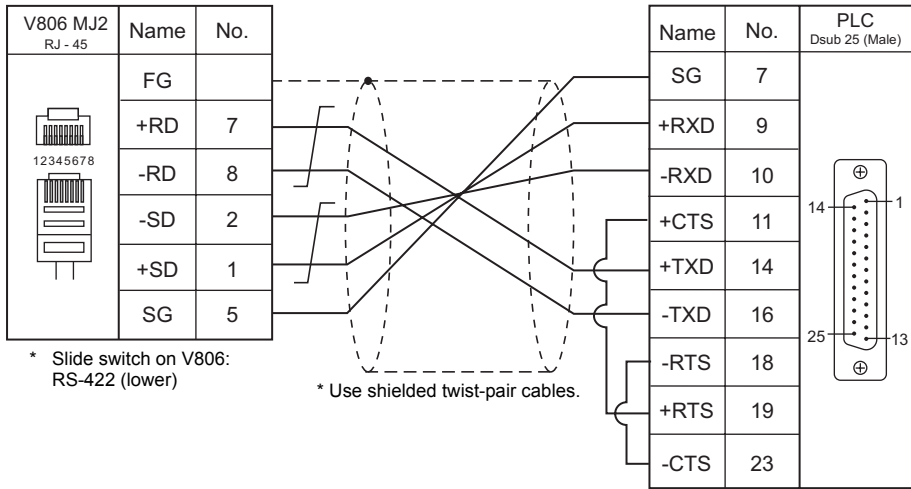 V806 MJ2
RJ - 45
Name No.
FG
+RD 7
-RD 8
-SD 2
+SD 1
SG 5
12345678
* Slide switch on V806:
RS-422 (lower)
* Use shielded twist-pair cables.
Name No.
PLC
Dsub 25 (Male)
SG 7
+RXD 9
-RXD 10
+CTS 11
+TXD 14
-TXD 16
-RTS 18
+RTS 19
-CTS 23
14 1
25 13